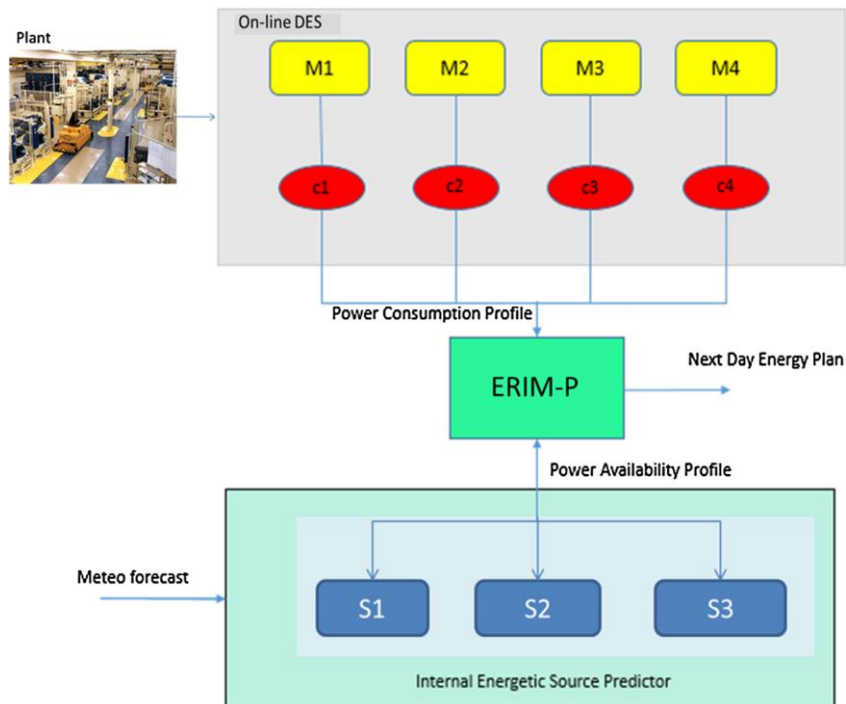 On-line DES
Plant
M1
M2
M3
M4
c1
c2
c3
c4
Power Consumption Profile
ERIM-P
Next Day Energy Plan
Power Availability Profile
Meteo forecast
S1
S2
S3
Internal Energetic Source Predictor